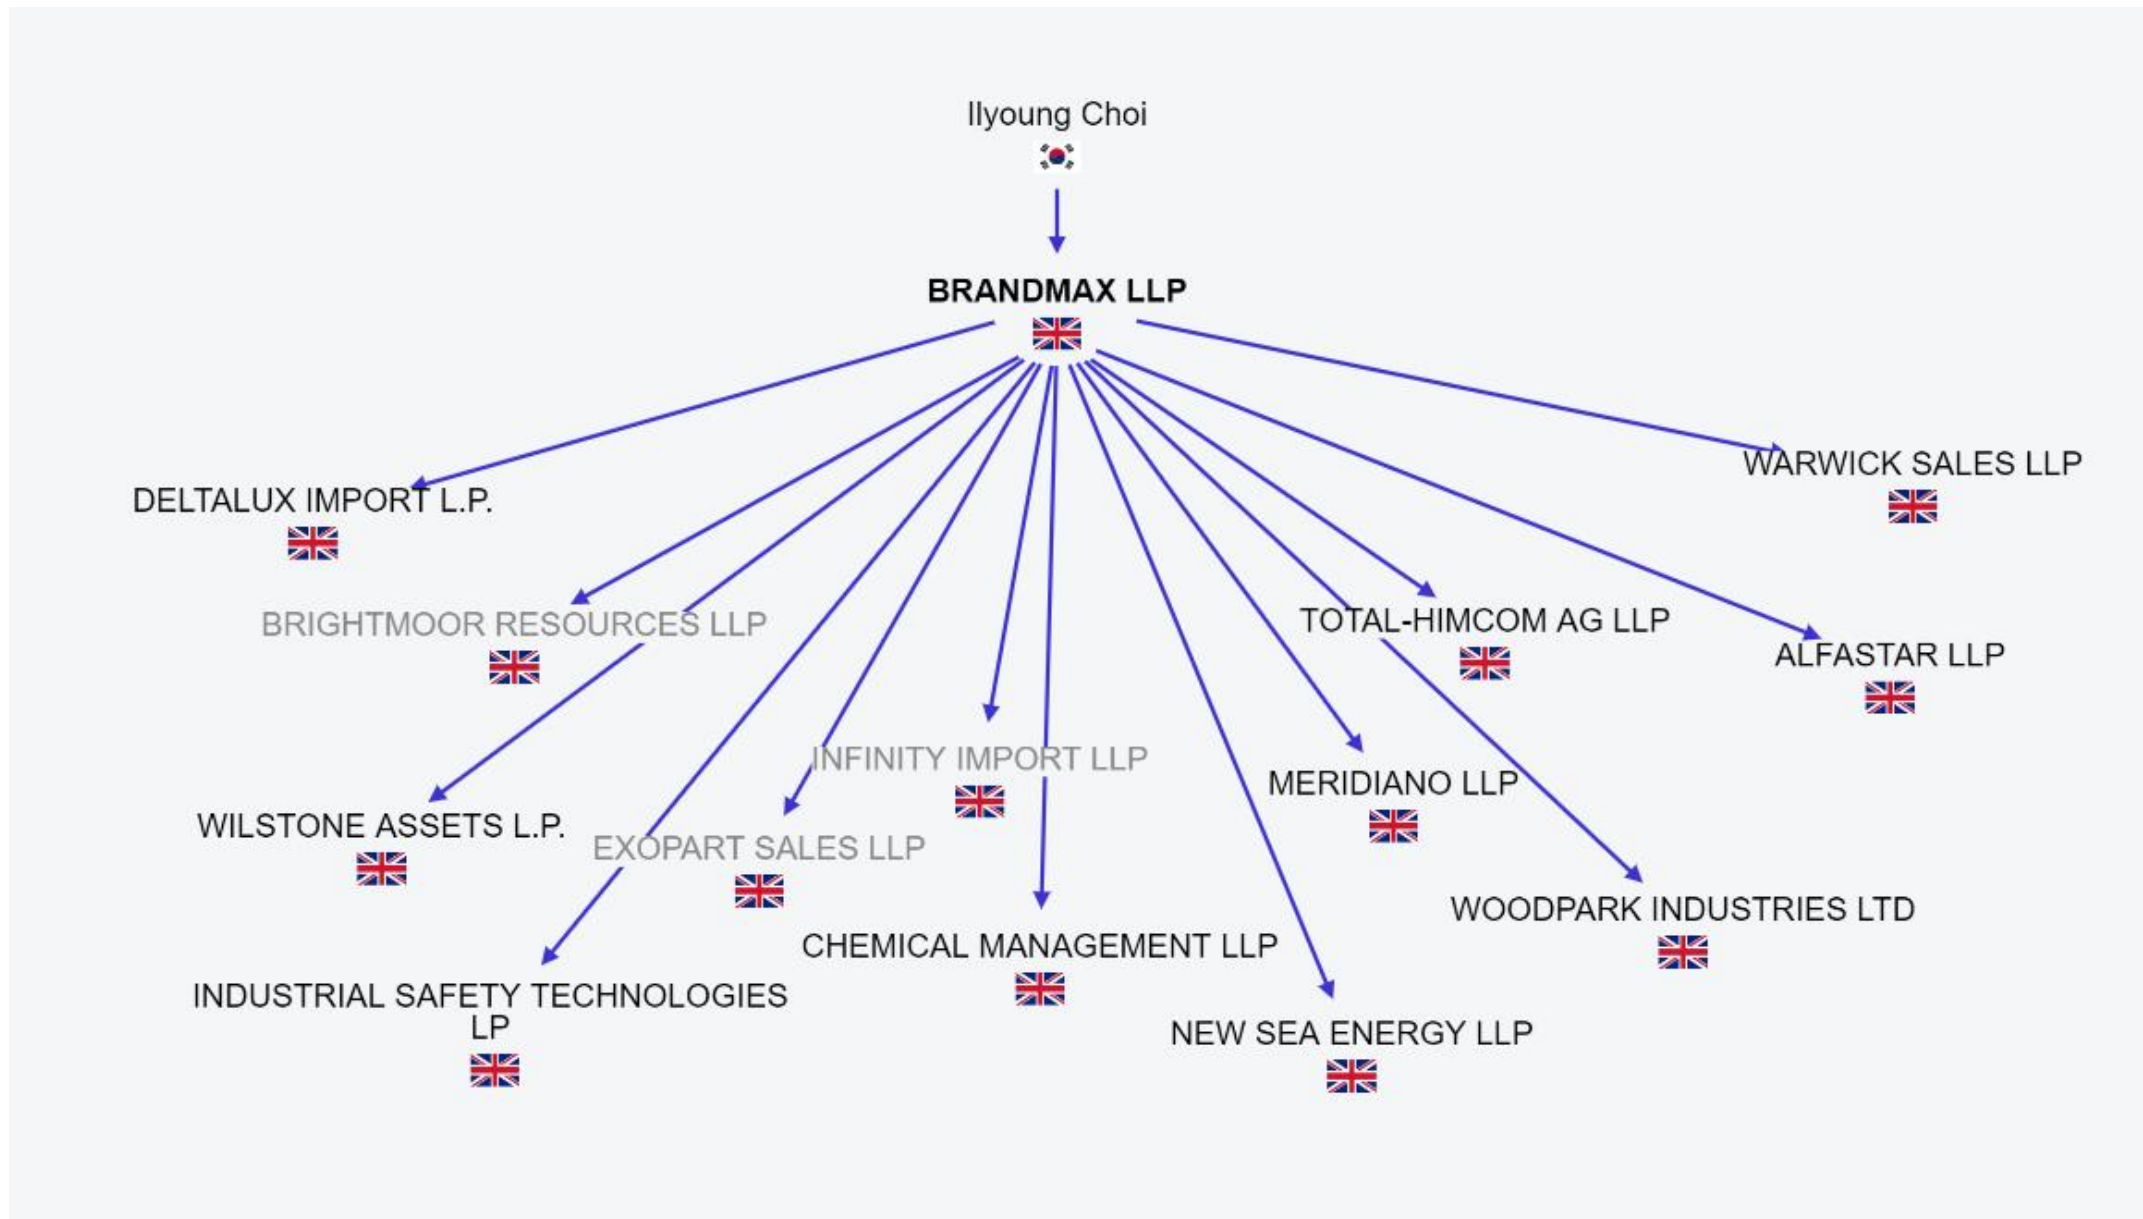 Ilyoung Choi
BRANDMAX LLP
WARWICK SALES LLP
DELTALUX IMPORT L.P.
BRIGHTMOOR RESOURCES LLP
TOTAL-HIMCOM AG LLP
ALFASTAR LLP
INFINITY IMPORT LLP
MERIDIANO LLP
WILSTONE ASSETS L.P.
EXOPART SALES LLP
WOODPARK INDUSTRIES LTD
CHEMICAL MANAGEMENT LLP
INDUSTRIAL SAFETY TECHNOLOGIES
LP
NEW SEA ENERGY LLP